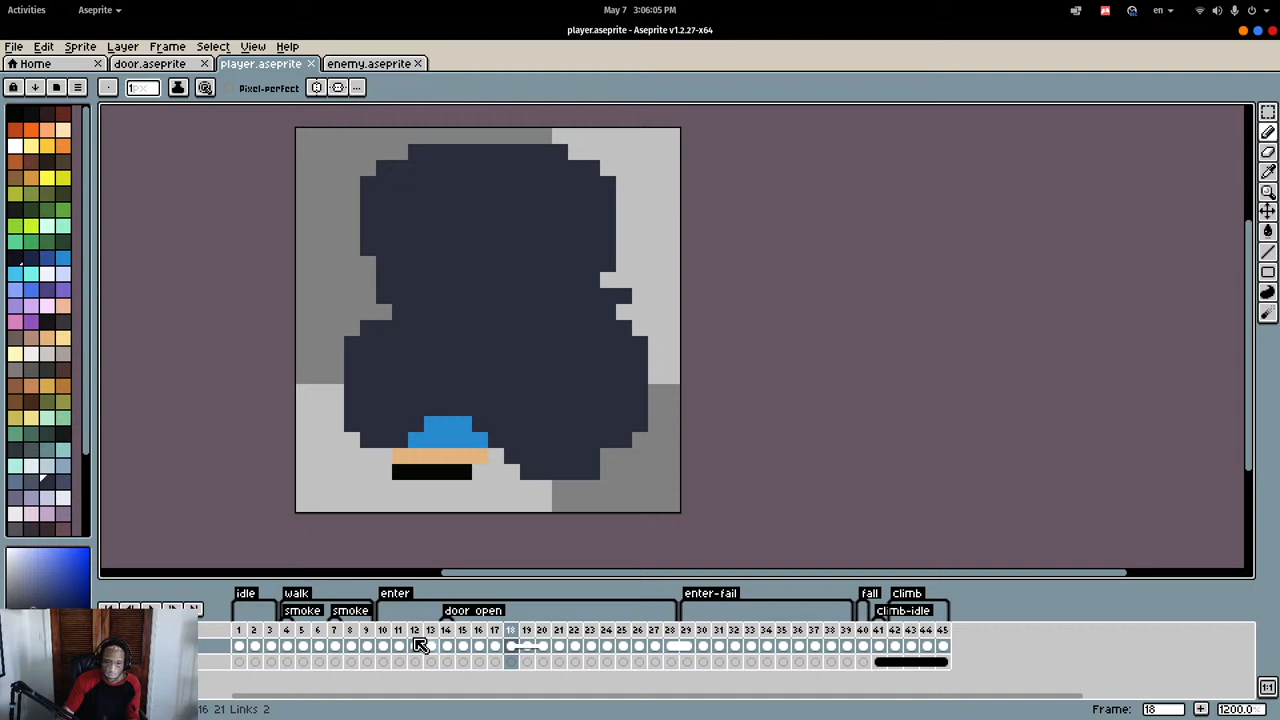 Activities Aseprite May 7 3:06:05 PM en
player.aseprite - Aseprite v1.2.27-x64
File Edit Sprite Layer Frame Select View Help
Home door.aseprite player.aseprite enemy.aseprite
1px Pixel-perfect
idle walk enter enter-fail fall climb
smoke smoke door open climb-idle
1 2 3 4 5 6 7 8 9 10 11 12 13 14 15 16 17 18 19 20 21 22 23 24 25 26 27 28 29 30 31 32 33 34 35 36 37 38 39 40 41 42 43 44 45
1:1
16 21 Links 2 Frame: 18 1200.0